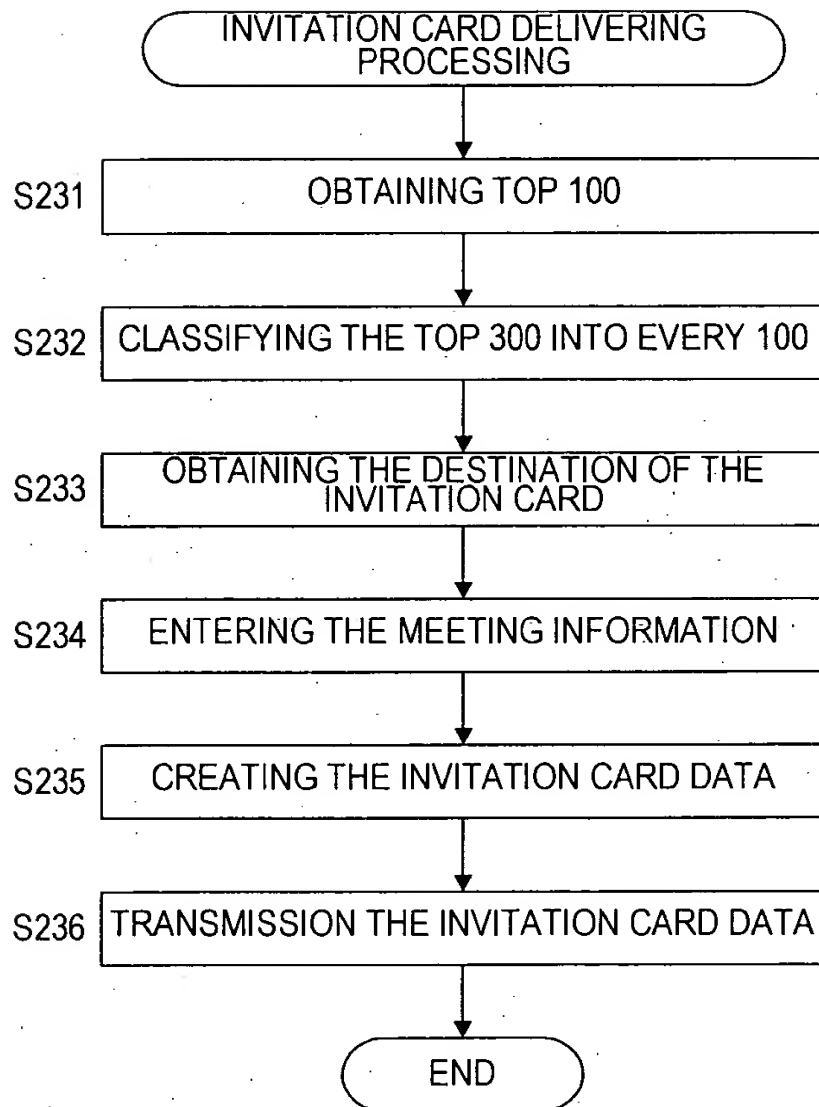 INVITATION CARD DELIVERING
PROCESSING
S231
OBTAINING TOP 100
S232
CLASSIFYING THE TOP 300 INTO EVERY 100
S233
OBTAINING THE DESTINATION OF THE
INVITATION CARD
S234
ENTERING THE MEETING INFORMATION
S235
CREATING THE INVITATION CARD DATA
S236
TRANSMISSION THE INVITATION CARD DATA
END